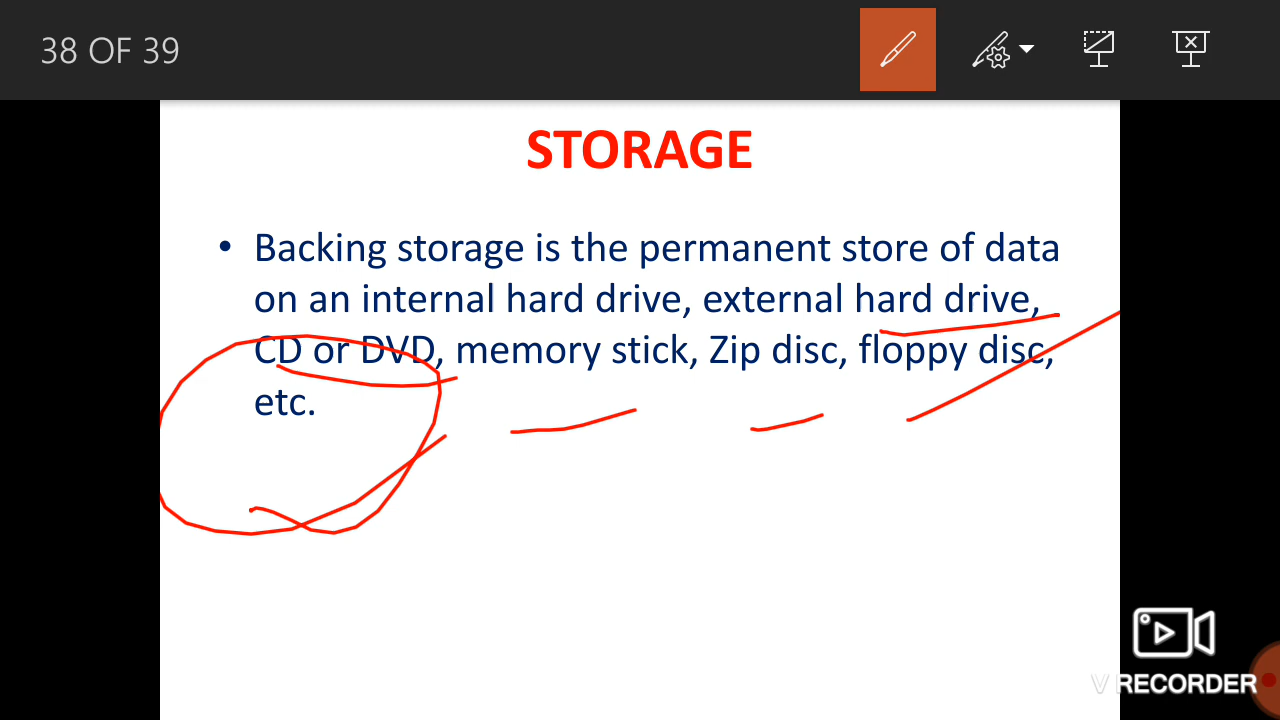 38 OF 39
STORAGE
• Backing storage is the permanent store of data
on an internal hard drive, external hard drive,
CD or DVD, memory stick, Zip disc, floppy disc,
etc.
V RECORDER